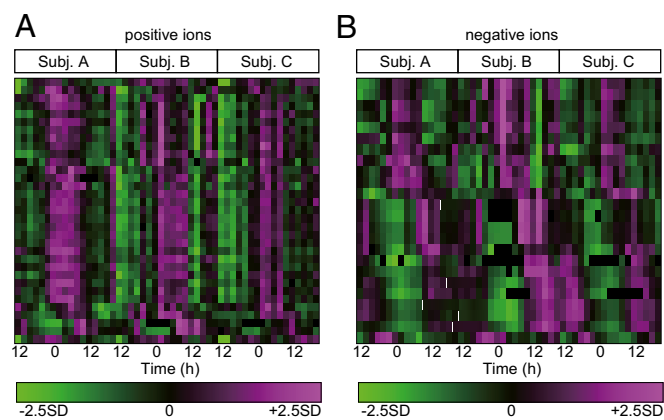 A
positive ions
Subj. A Subj. B Subj. C
12 0 12 12 0 12 12 0 12
Time (h)
-2.5SD 0 +2.5SD
B
negative ions
Subj. A Subj. B Subj. C
12 0 12 12 0 12 12 0 12
Time (h)
-2.5SD 0 +2.5SD